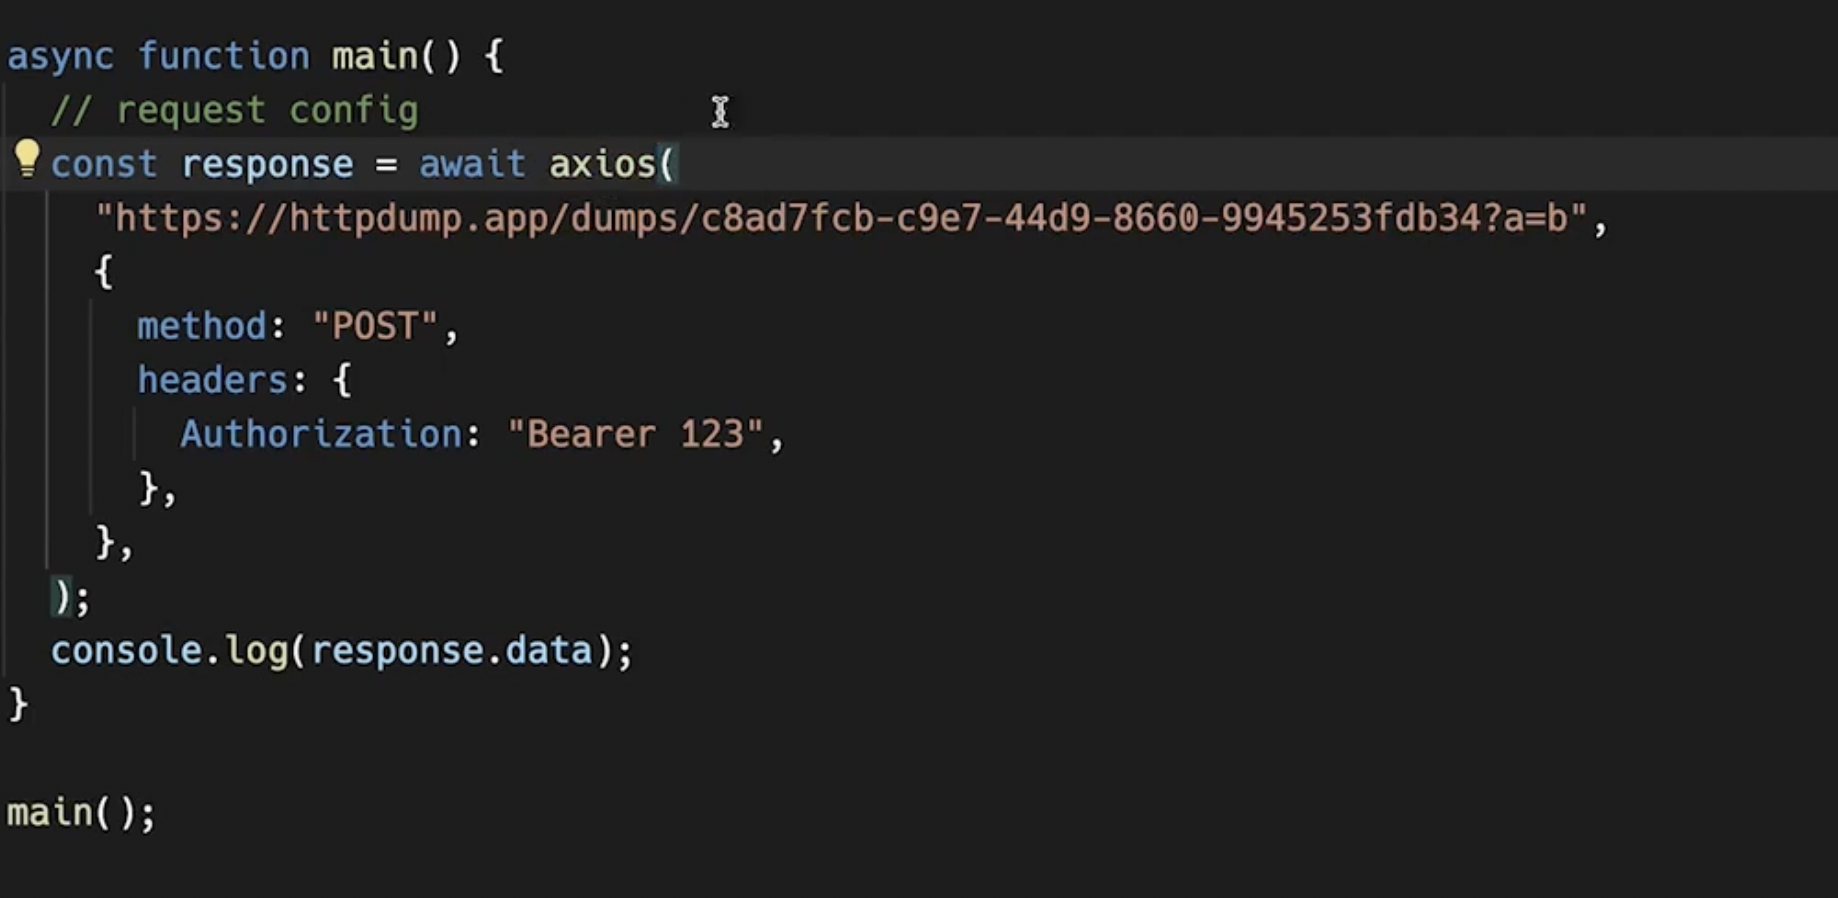 async function main() {
  // request config
  const response = await axios(
    "https://httpdump.app/dumps/c8ad7fcb-c9e7-44d9-8660-9945253fdb34?a=b",
    {
      method: "POST",
      headers: {
        Authorization: "Bearer 123",
      },
    },
  );
  console.log(response.data);
}

main();